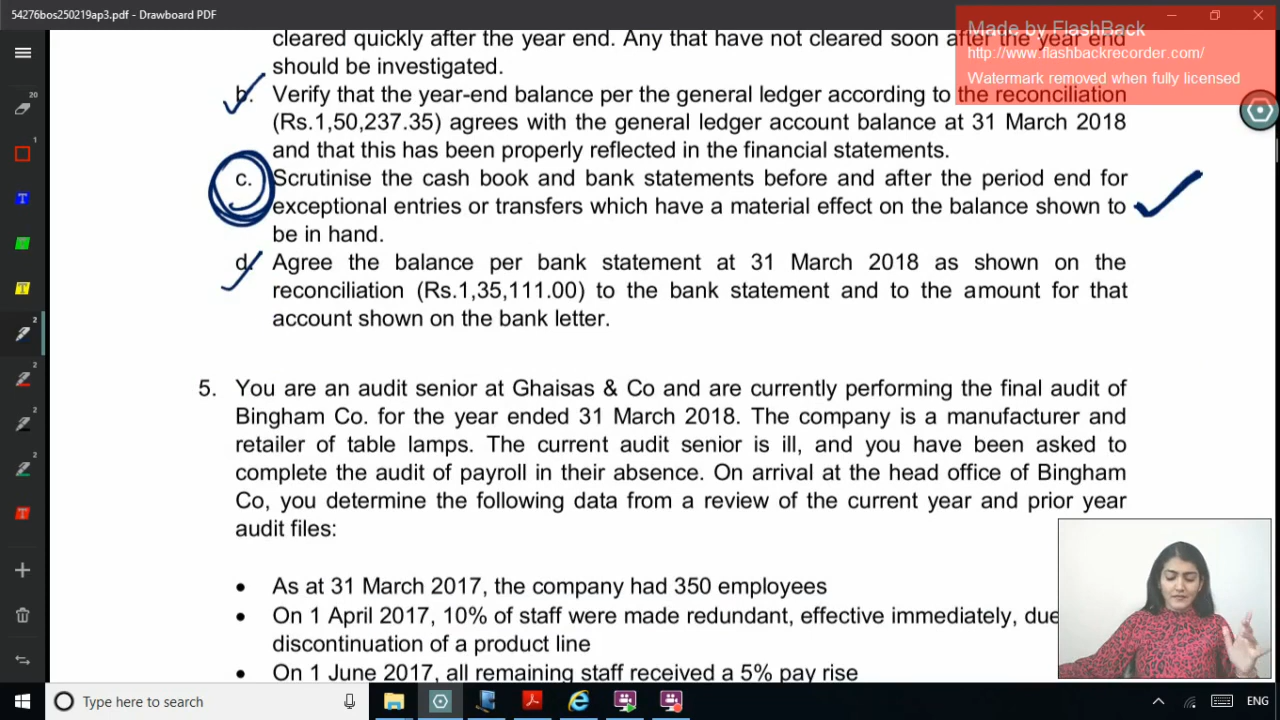 54276bos250219ap3.pdf - Drawboard PDF
Made by FlashBack
http://www.flashbackrecorder.com/
Watermark removed when fully licensed
cleared quickly after the year end. Any that have not cleared soon after the year end
should be investigated.
b. Verify that the year-end balance per the general ledger according to the reconciliation
(Rs.1,50,237.35) agrees with the general ledger account balance at 31 March 2018
and that this has been properly reflected in the financial statements.
c. Scrutinise the cash book and bank statements before and after the period end for
exceptional entries or transfers which have a material effect on the balance shown to
be in hand.
d. Agree the balance per bank statement at 31 March 2018 as shown on the
reconciliation (Rs.1,35,111.00) to the bank statement and to the amount for that
account shown on the bank letter.
5. You are an audit senior at Ghaisas & Co and are currently performing the final audit of
Bingham Co. for the year ended 31 March 2018. The company is a manufacturer and
retailer of table lamps. The current audit senior is ill, and you have been asked to
complete the audit of payroll in their absence. On arrival at the head office of Bingham
Co, you determine the following data from a review of the current year and prior year
audit files:
• As at 31 March 2017, the company had 350 employees
• On 1 April 2017, 10% of staff were made redundant, effective immediately, due
discontinuation of a product line
• On 1 June 2017, all remaining staff received a 5% pay rise
20
1
T
T
2
2
2
2
T
Type here to search
ENG